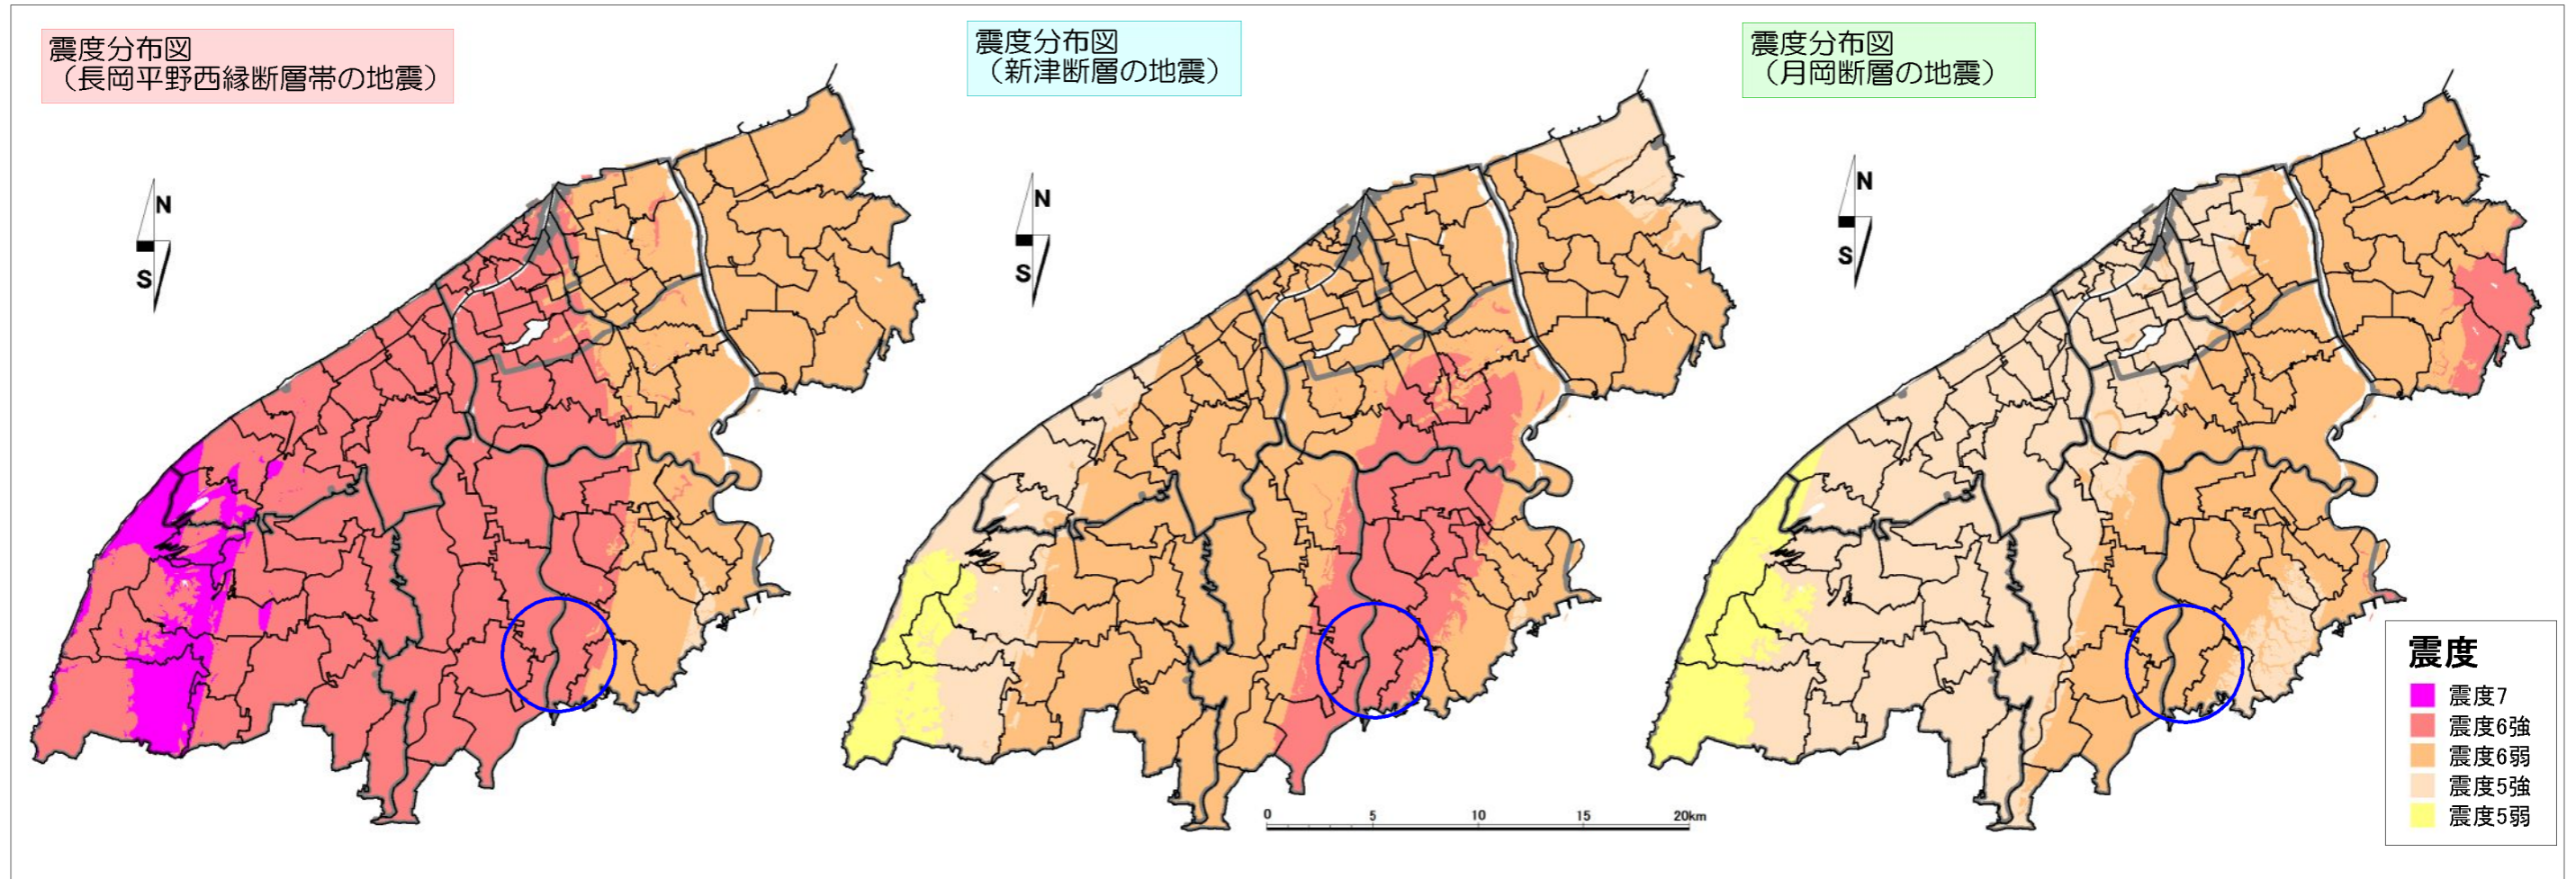 震度分布図
（長岡平野西縁断層帯の地震）
震度分布図
（新津断層の地震）
震度分布図
（月岡断層の地震）
N
S
N
S
N
S
震度
震度7
震度6強
震度6弱
震度5強
震度5弱
0 5 10 15 20km